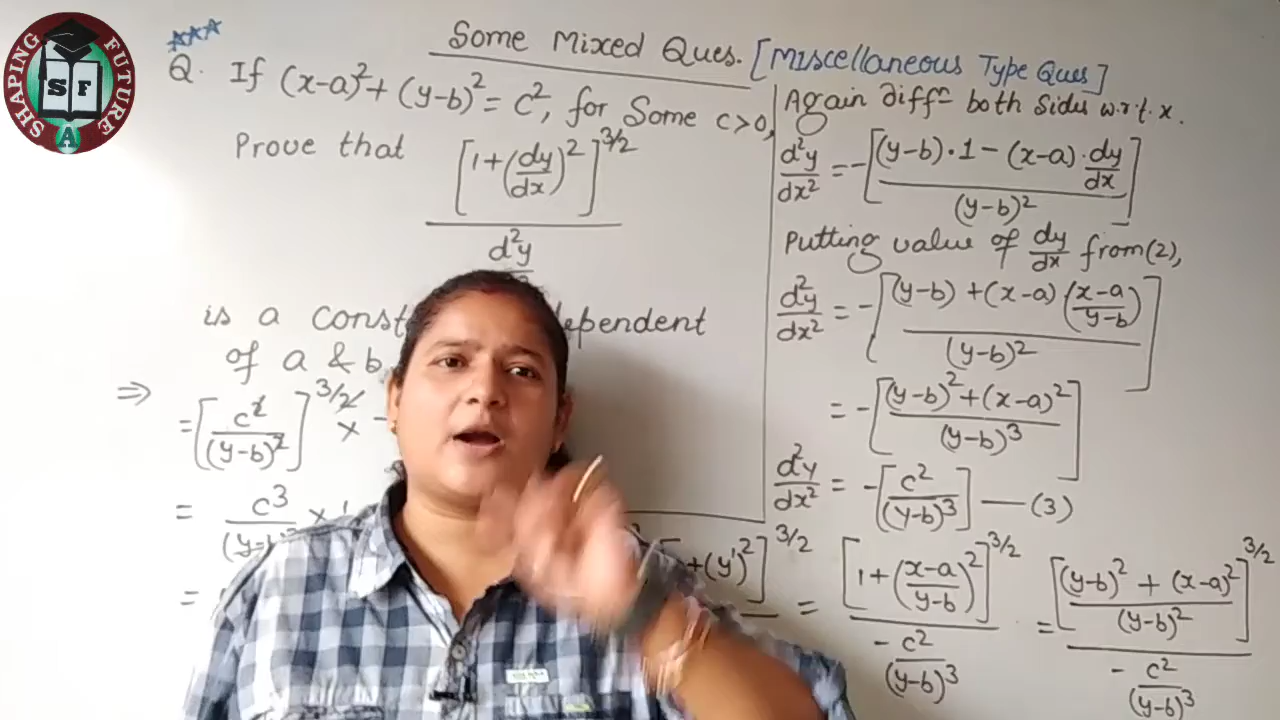 SHAPING FUTURE
S F
A
Some Mixed Ques. [Miscellaneous Type Ques]
Q. If (x-a)² + (y-b)² = c², for some c>0,
Prove that [1+(dy/dx)²]^3/2
d²y
is a const dependent
of a & b.
⇒
= [c²/(y-b)²]^3/2 ×
= c³ ×
=
Again diffⁿ both sides w.r.t. x.
d²y/dx² = -[((y-b)·1 - (x-a)·dy/dx)/(y-b)²]
Putting value of dy/dx from (2),
d²y/dx² = -[((y-b) + (x-a)((x-a)/(y-b)))/(y-b)²]
= -[((y-b)² + (x-a)²)/(y-b)³]
d²y/dx² = -[c²/(y-b)³] — (3)
+(y')²]^3/2 = [1+((x-a)/(y-b))²]^3/2 / (-c²/(y-b)³) = [((y-b)² + (x-a)²)/(y-b)²]^3/2 / (-c²/(y-b)³)